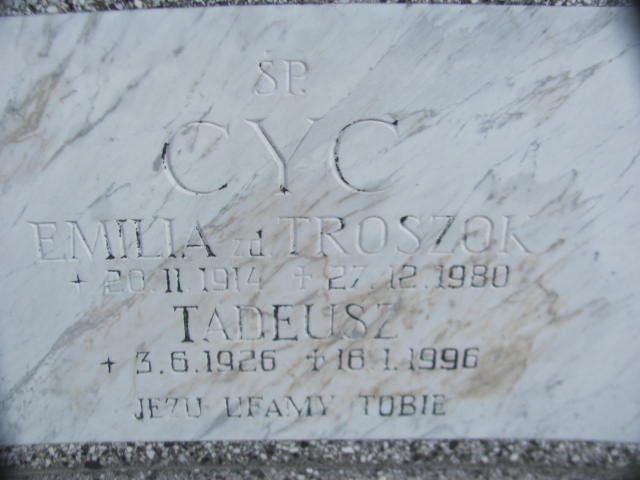 ŚP.
CYC
EMILIA zd. TROSZOK
+ 28.11.1914 + 27.12.1980
TADEUSZ
+ 3.6.1926 + 16.1.1996
JEZU UFAMY TOBIE